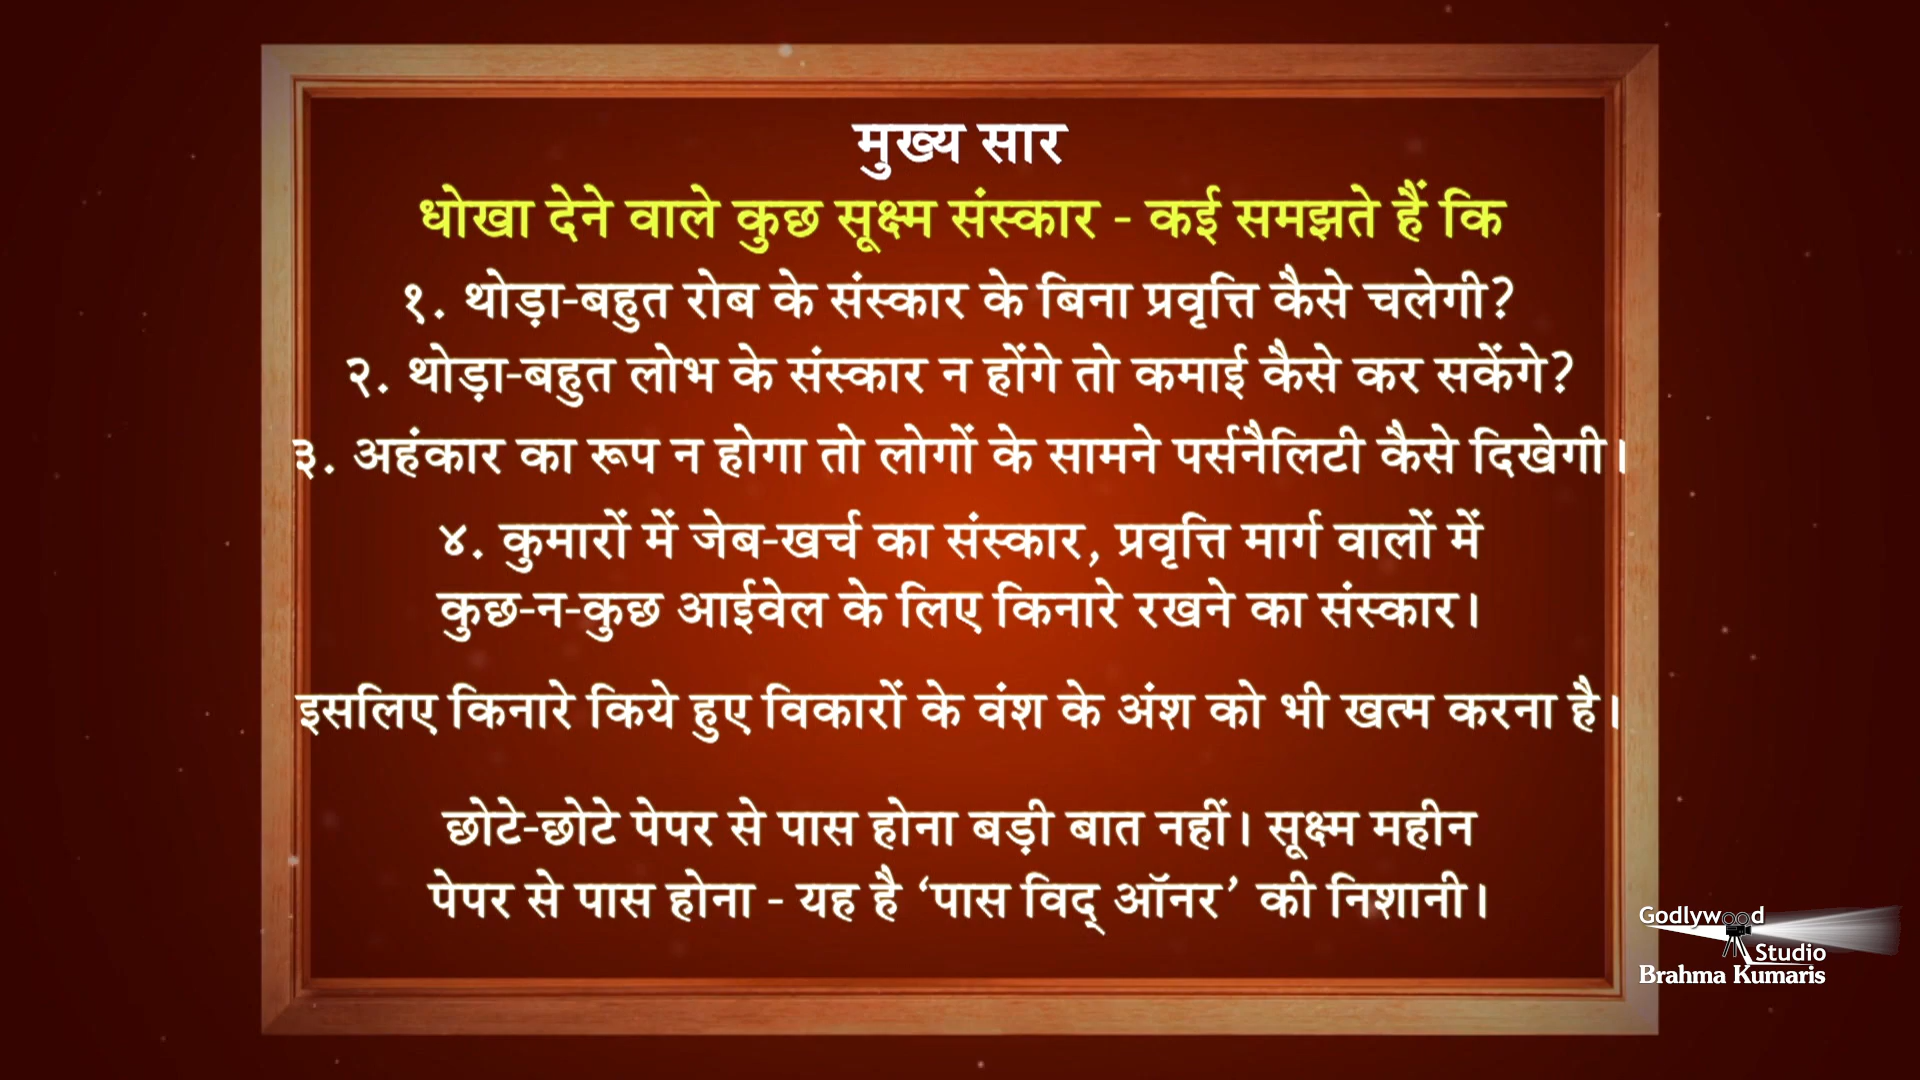 मुख्य सार
धोखा देने वाले कुछ सूक्ष्म संस्कार - कई समझते हैं कि
१. थोड़ा-बहुत रोब के संस्कार के बिना प्रवृत्ति कैसे चलेगी?
२. थोड़ा-बहुत लोभ के संस्कार न होंगे तो कमाई कैसे कर सकेंगे?
३. अहंकार का रूप न होगा तो लोगों के सामने पर्सनैलिटी कैसे दिखेगी।
४. कुमारों में जेब-खर्च का संस्कार, प्रवृत्ति मार्ग वालों में
कुछ-न-कुछ आईवेल के लिए किनारे रखने का संस्कार।
इसलिए किनारे किये हुए विकारों के वंश के अंश को भी खत्म करना है।
छोटे-छोटे पेपर से पास होना बड़ी बात नहीं। सूक्ष्म महीन
पेपर से पास होना - यह है ‘पास विद् ऑनर’ की निशानी।
Godlywood
Studio
Brahma Kumaris